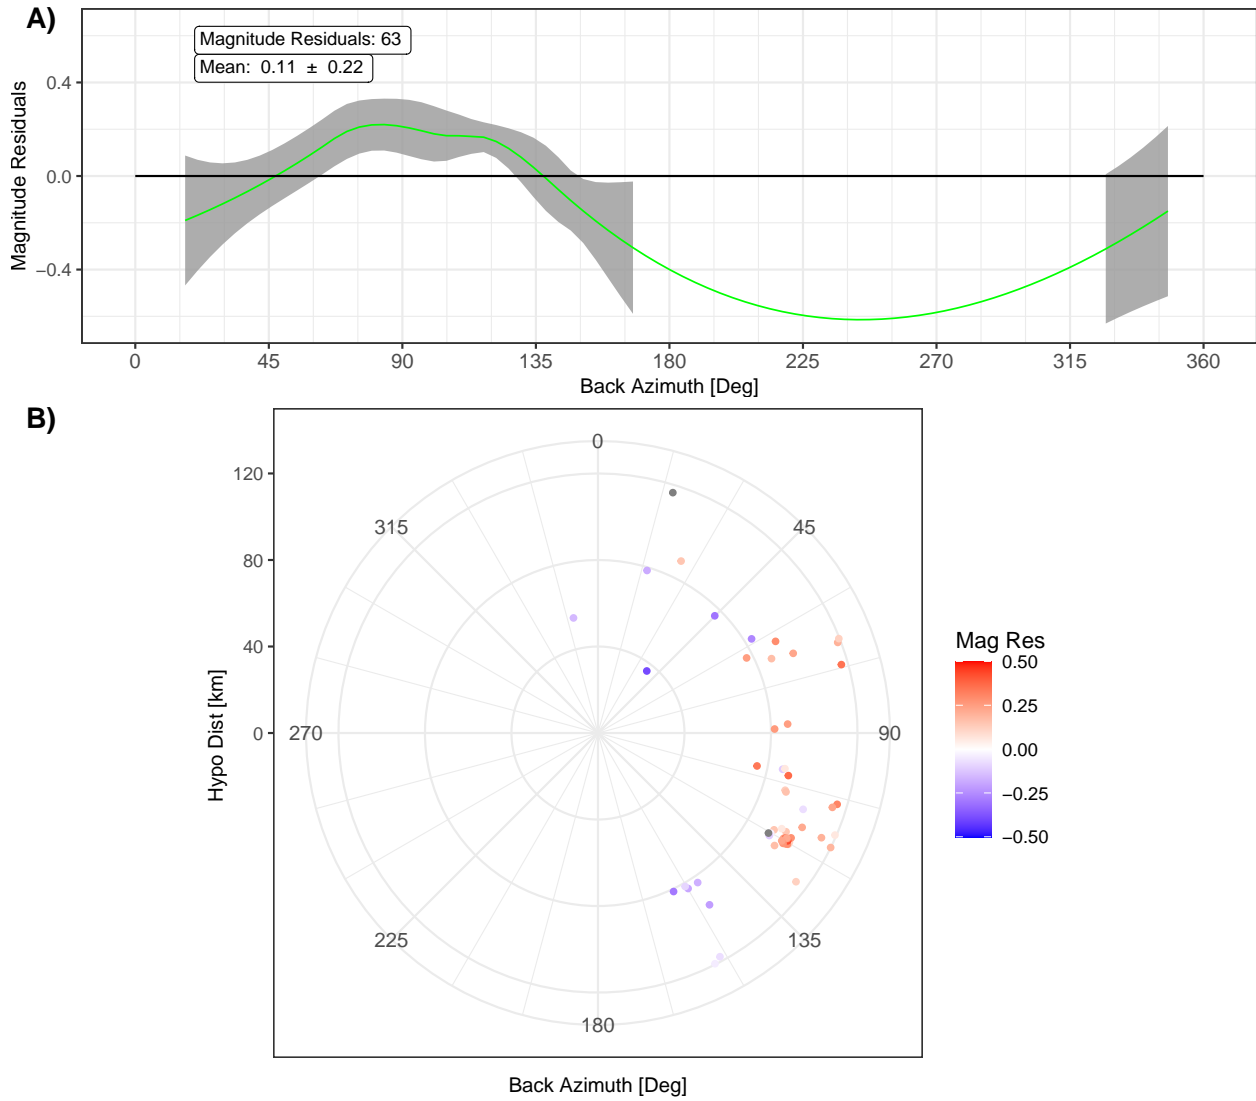 A)
Magnitude Residuals: 63
Mean: 0.11 ± 0.22
Magnitude Residuals
0.4
0.0
−0.4
0 45 90 135 180 225 270 315 360
Back Azimuth [Deg]
B)
Hypo Dist [km]
120
80
40
0
0
45
90
135
180
225
270
315
Back Azimuth [Deg]
Mag Res
0.50
0.25
0.00
−0.25
−0.50